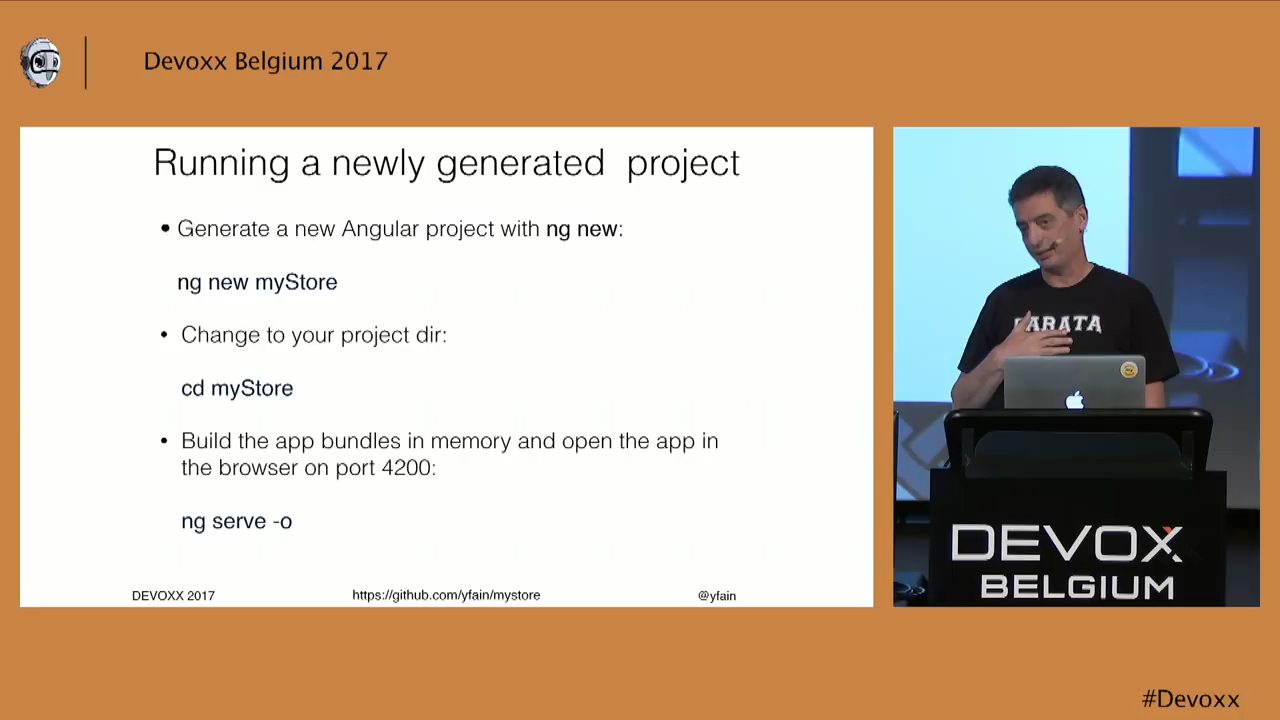 Devoxx Belgium 2017
Running a newly generated project
• Generate a new Angular project with ng new:
ng new myStore
• Change to your project dir:
cd myStore
• Build the app bundles in memory and open the app in
the browser on port 4200:
ng serve -o
DEVOXX 2017
https://github.com/yfain/mystore
@yfain
DEVOXX
BELGIUM
#Devoxx